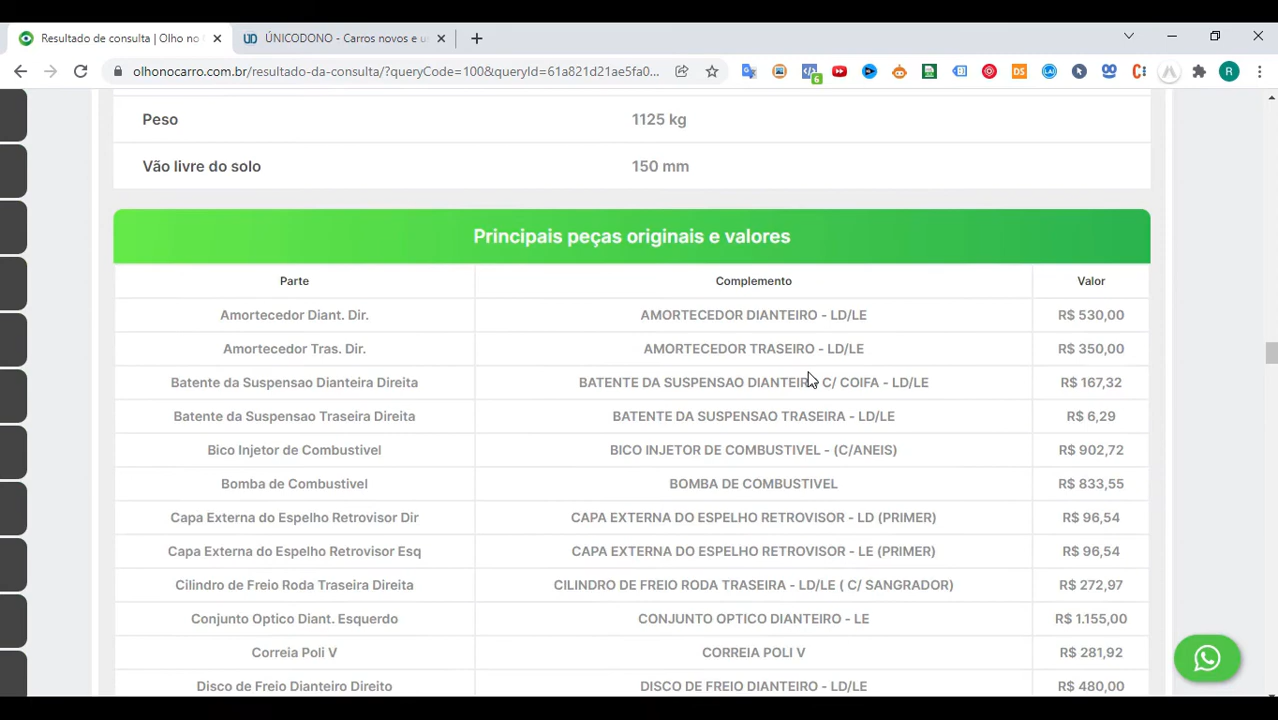 Resultado de consulta | Olho no
ÚNICODONO - Carros novos e u
olhonocarro.com.br/resultado-da-consulta/?queryCode=100&queryId=61a821d21ae5fa0...
Peso 1125 kg
Vão livre do solo 150 mm
Principais peças originais e valores
Parte Complemento Valor
Amortecedor Diant. Dir. AMORTECEDOR DIANTEIRO - LD/LE R$ 530,00
Amortecedor Tras. Dir. AMORTECEDOR TRASEIRO - LD/LE R$ 350,00
Batente da Suspensao Dianteira Direita BATENTE DA SUSPENSAO DIANTEIRA C/ COIFA - LD/LE R$ 167,32
Batente da Suspensao Traseira Direita BATENTE DA SUSPENSAO TRASEIRA - LD/LE R$ 6,29
Bico Injetor de Combustivel BICO INJETOR DE COMBUSTIVEL - (C/ANEIS) R$ 902,72
Bomba de Combustivel BOMBA DE COMBUSTIVEL R$ 833,55
Capa Externa do Espelho Retrovisor Dir CAPA EXTERNA DO ESPELHO RETROVISOR - LD (PRIMER) R$ 96,54
Capa Externa do Espelho Retrovisor Esq CAPA EXTERNA DO ESPELHO RETROVISOR - LE (PRIMER) R$ 96,54
Cilindro de Freio Roda Traseira Direita CILINDRO DE FREIO RODA TRASEIRA - LD/LE ( C/ SANGRADOR) R$ 272,97
Conjunto Optico Diant. Esquerdo CONJUNTO OPTICO DIANTEIRO - LE R$ 1.155,00
Correia Poli V CORREIA POLI V R$ 281,92
Disco de Freio Dianteiro Direito DISCO DE FREIO DIANTEIRO - LD/LE R$ 480,00